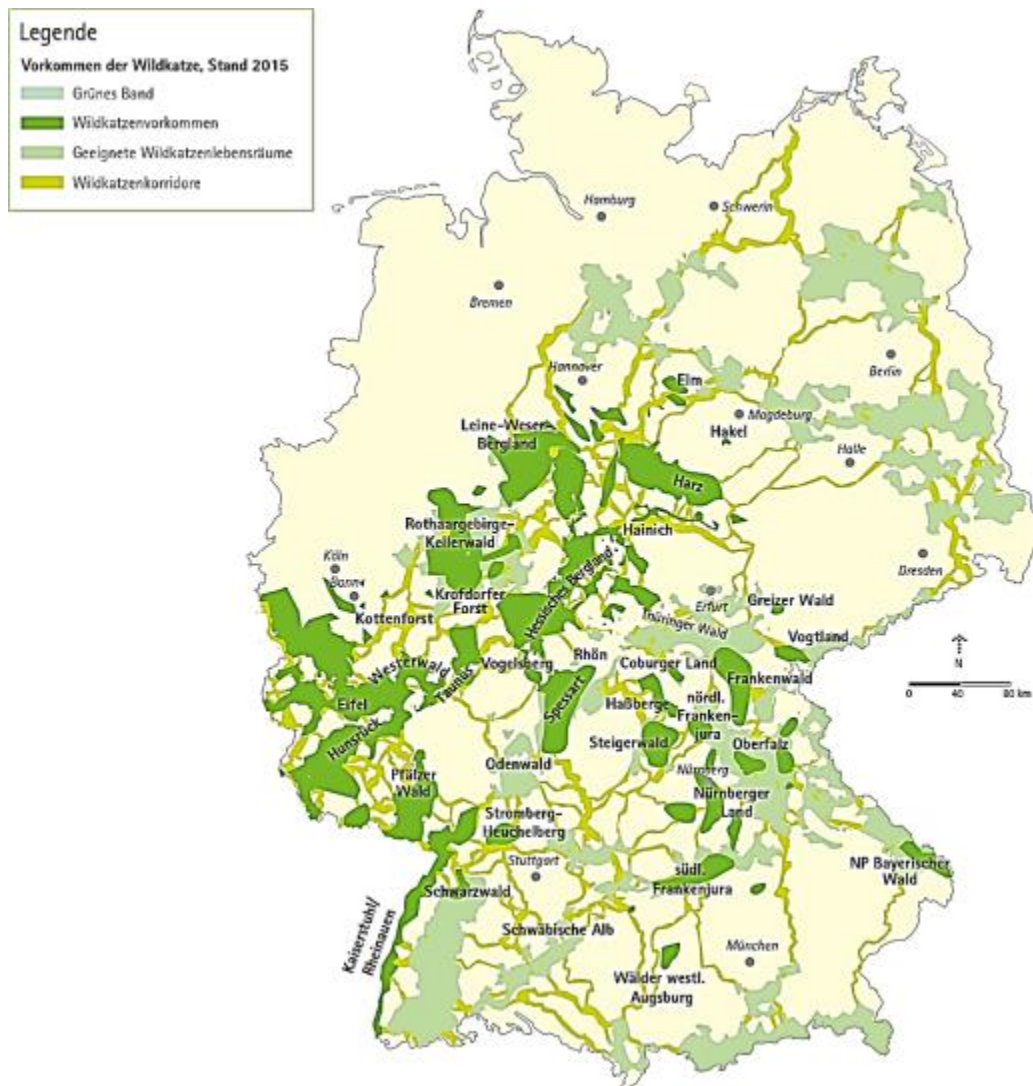 Legende
Vorkommen der Wildkatze, Stand 2015
Grünes Band
Wildkatzenvorkommen
Geeignete Wildkatzenlebensräume
Wildkatzenkorridore
Hamburg
Schwerin
Bremen
Hannover
Elm
Berlin
Magdeburg
Leine-Weser-
Bergland
Hakel
Halle
Harz
Rothaargebirge-
Kellerwald
Hainich
Köln
Bonn
Dresden
Hessisches Bergland
Krofdorfer
Forst
Erfurt
Greizer Wald
Kottenforst
Thüringer Wald
Vogtland
N
Westerwald
Vogelsberg
Rhön
Coburger Land
Frankenwald
Taunus
0 40 80 km
Eifel
Spessart
Haßberge
nördl.
Franken-
jura
Hunsrück
Steigerwald
Oberfalz
Odenwald
Nürnberg
Pfälzer
Wald
Nürnberger
Land
Stromberg-
Heuchelberg
NP Bayerischer
Wald
Stuttgart
südl.
Frankenjura
Schwarzwald
Kaiserstuhl/
Rheinauen
Schwäbische Alb
München
Wälder westl.
Augsburg